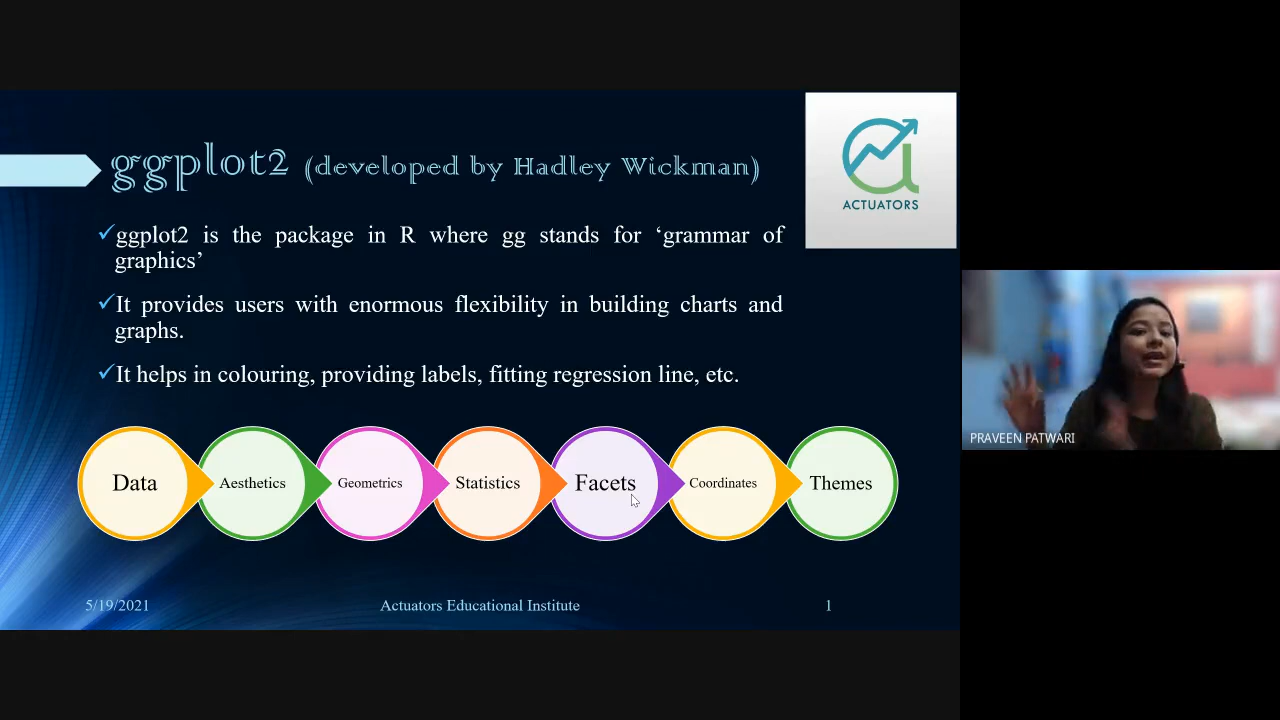 ggplot2 (developed by Hadley Wickman)
ACTUATORS
✓ggplot2 is the package in R where gg stands for ‘grammar of
graphics’
✓It provides users with enormous flexibility in building charts and
graphs.
✓It helps in colouring, providing labels, fitting regression line, etc.
Data Aesthetics Geometrics Statistics Facets Coordinates Themes
5/19/2021 Actuators Educational Institute 1
PRAVEEN PATWARI